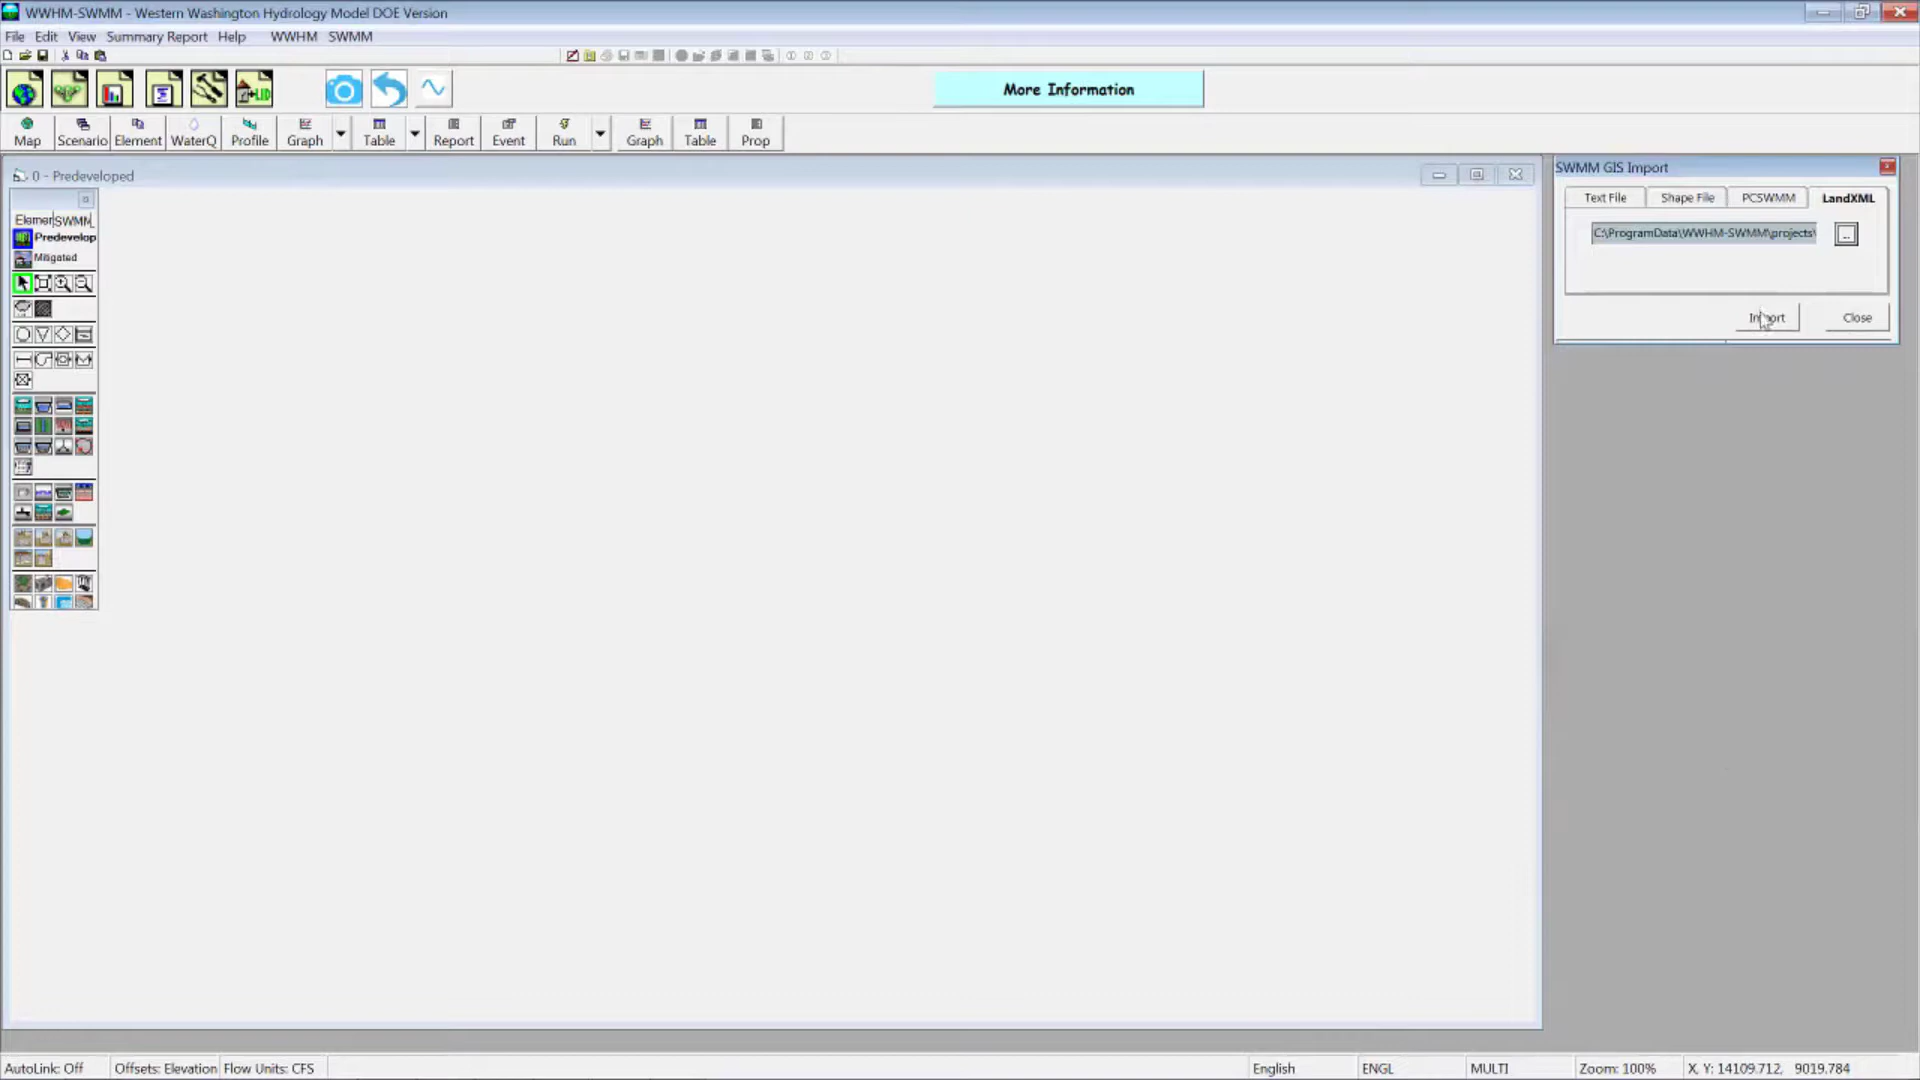 WWHM-SWMM - Western Washington Hydrology Model DOE Version
File Edit View Summary Report Help WWHM SWMM
More Information
Map Scenario Element WaterQ Profile Graph Table Report Event Run Graph Table Prop
0 - Predeveloped
Elemer SWMM
Predevelop
Mitigated
SWMM GIS Import
Text File Shape File PCSWMM LandXML
C:\ProgramData\WWHM-SWMM\projects\
...
Import Close
AutoLink: Off Offsets: Elevation Flow Units: CFS English ENGL MULTI Zoom: 100% X, Y: 14109.712, 9019.784